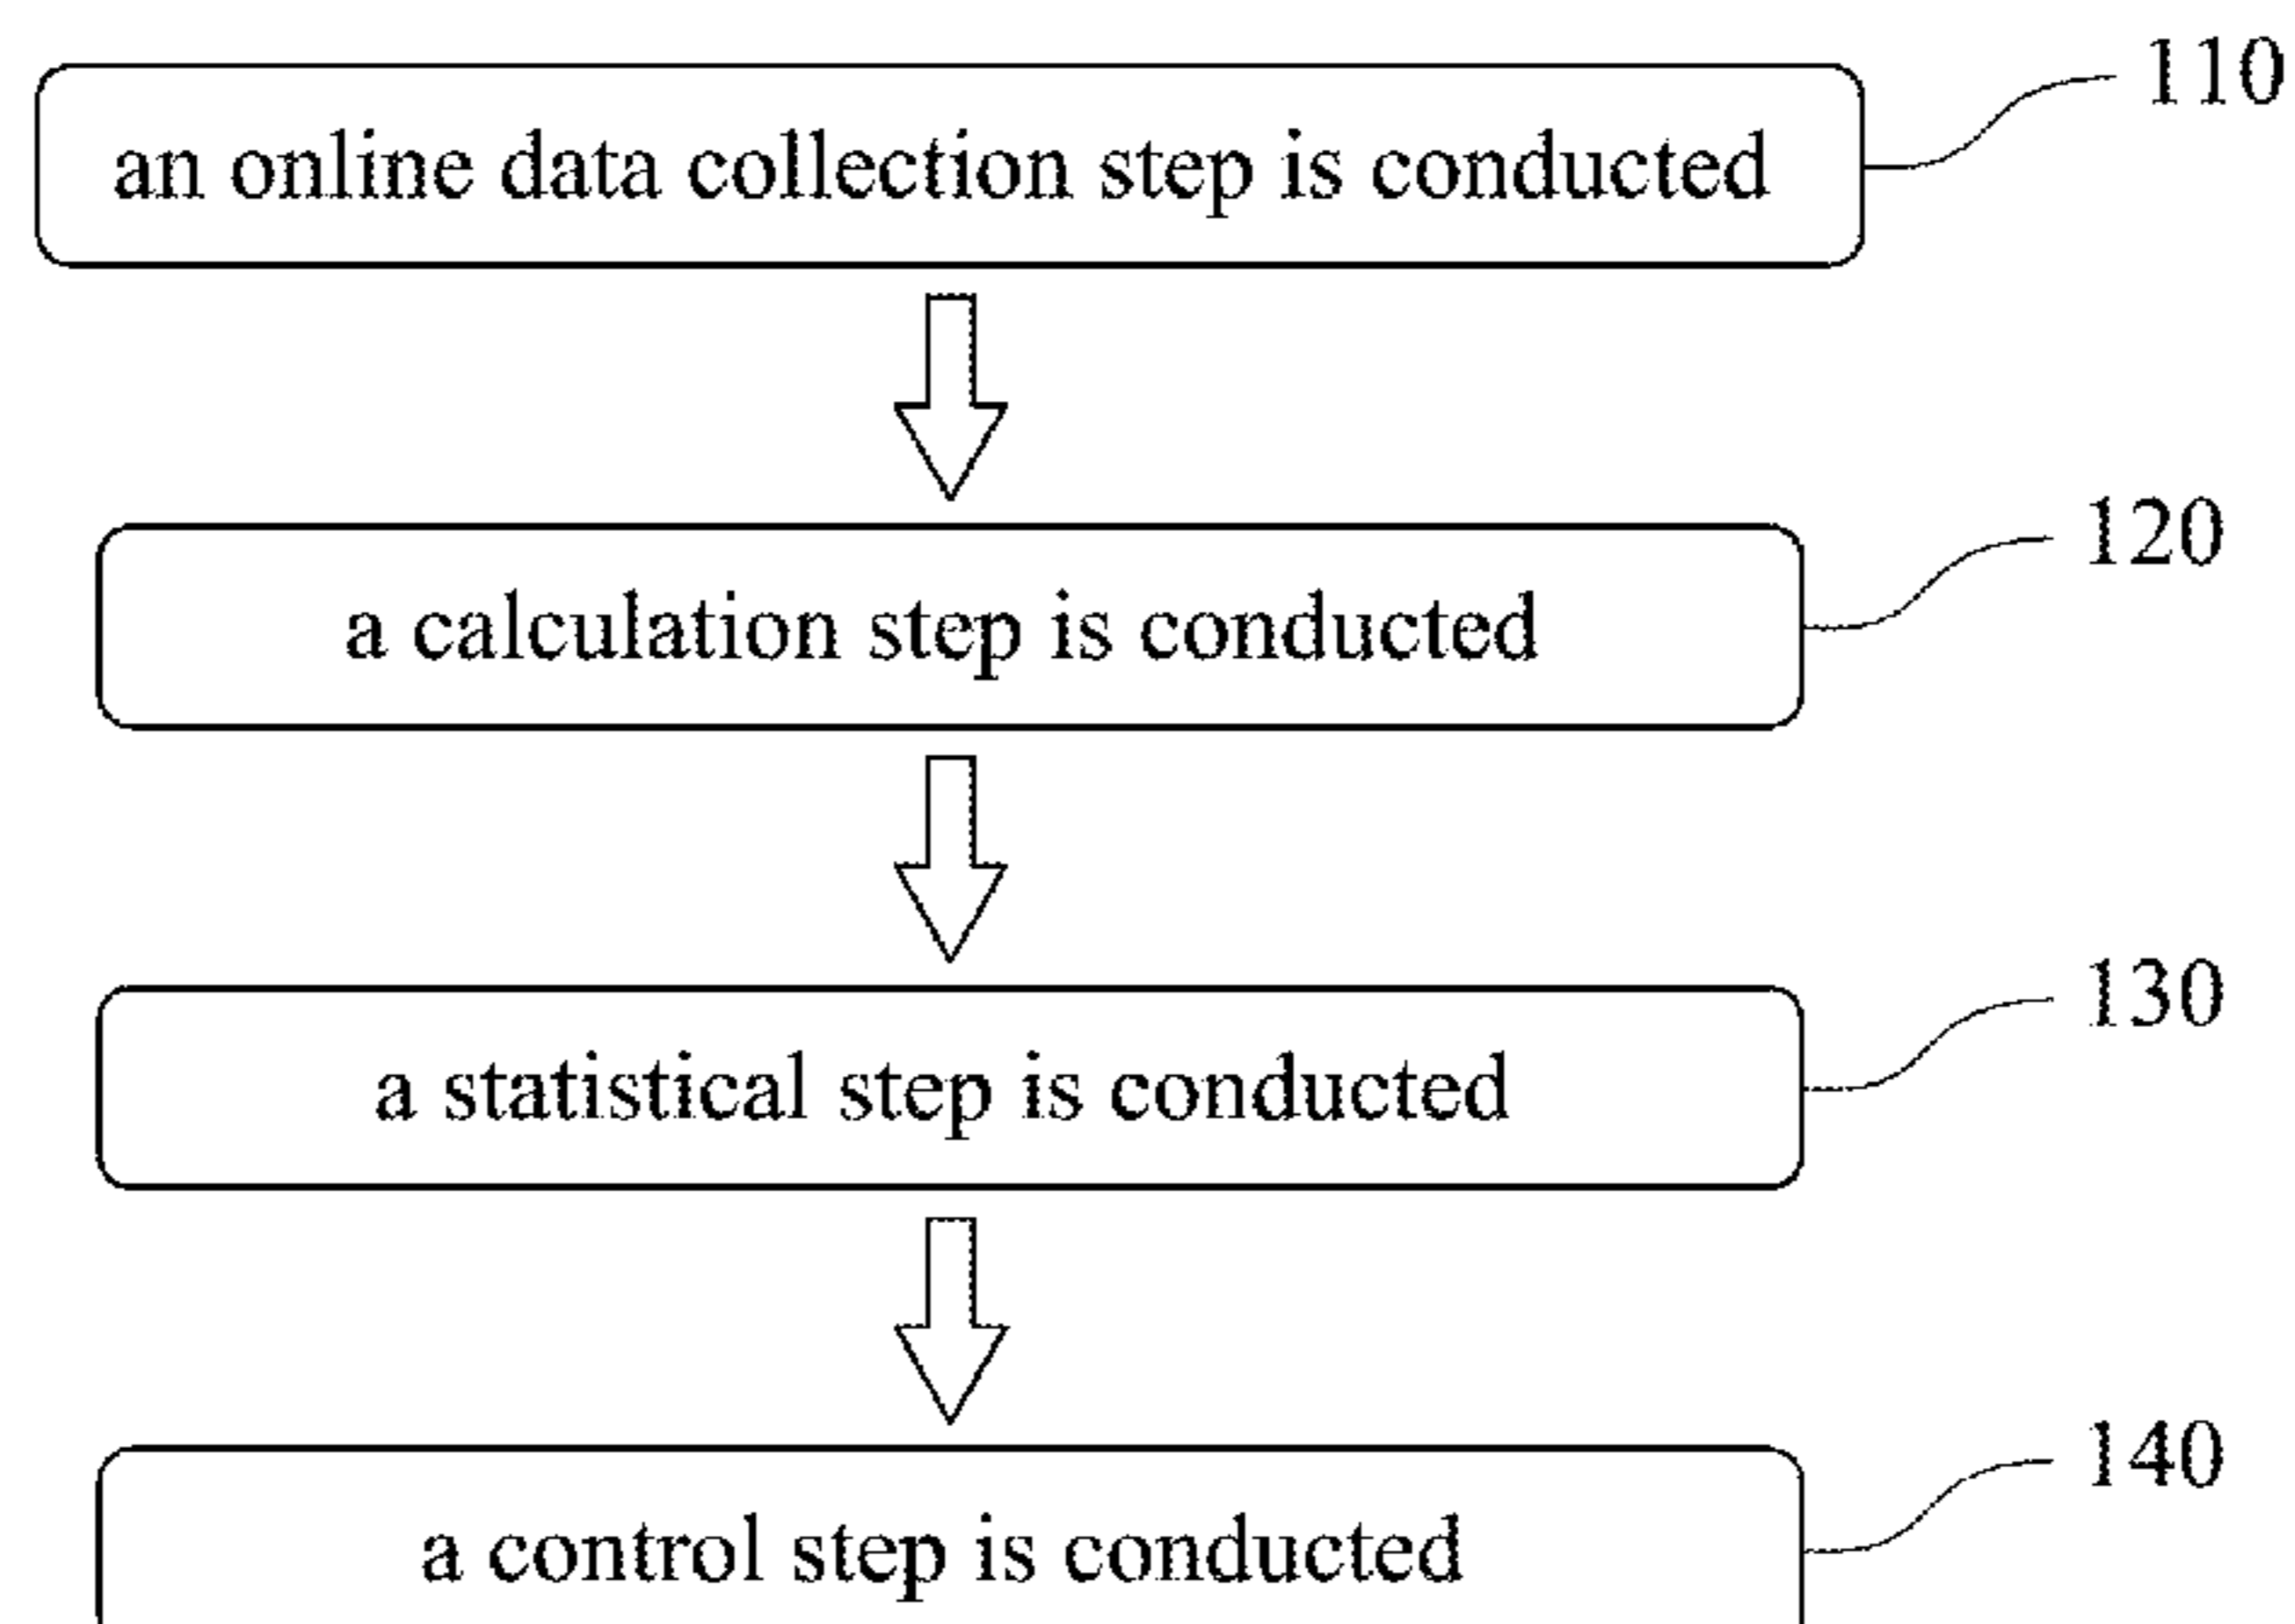 110
an online data collection step is conducted
120
a calculation step is conducted
130
a statistical step is conducted
140
a control step is conducted